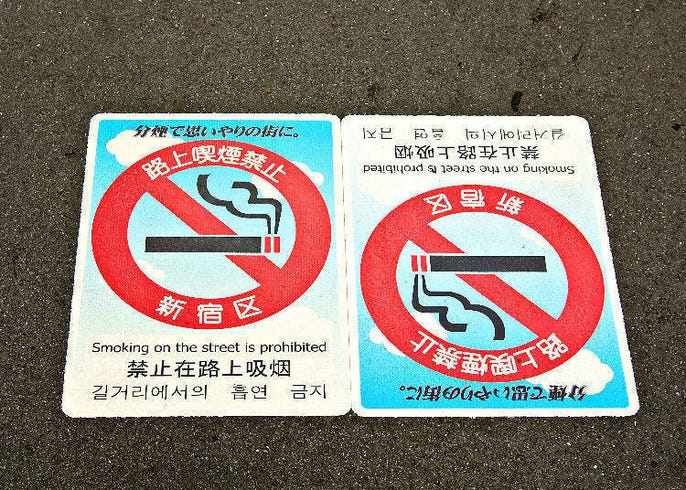 分煙で思いやりの街に。
路上喫煙禁止
新宿区
Smoking on the street is prohibited
禁止在路上吸烟
길거리에서의 흡연 금지
분煙で思いやりの街に。
路上喫煙禁止
新宿区
Smoking on the street is prohibited
禁止在路上吸烟
길거리에서의 흡연 금지